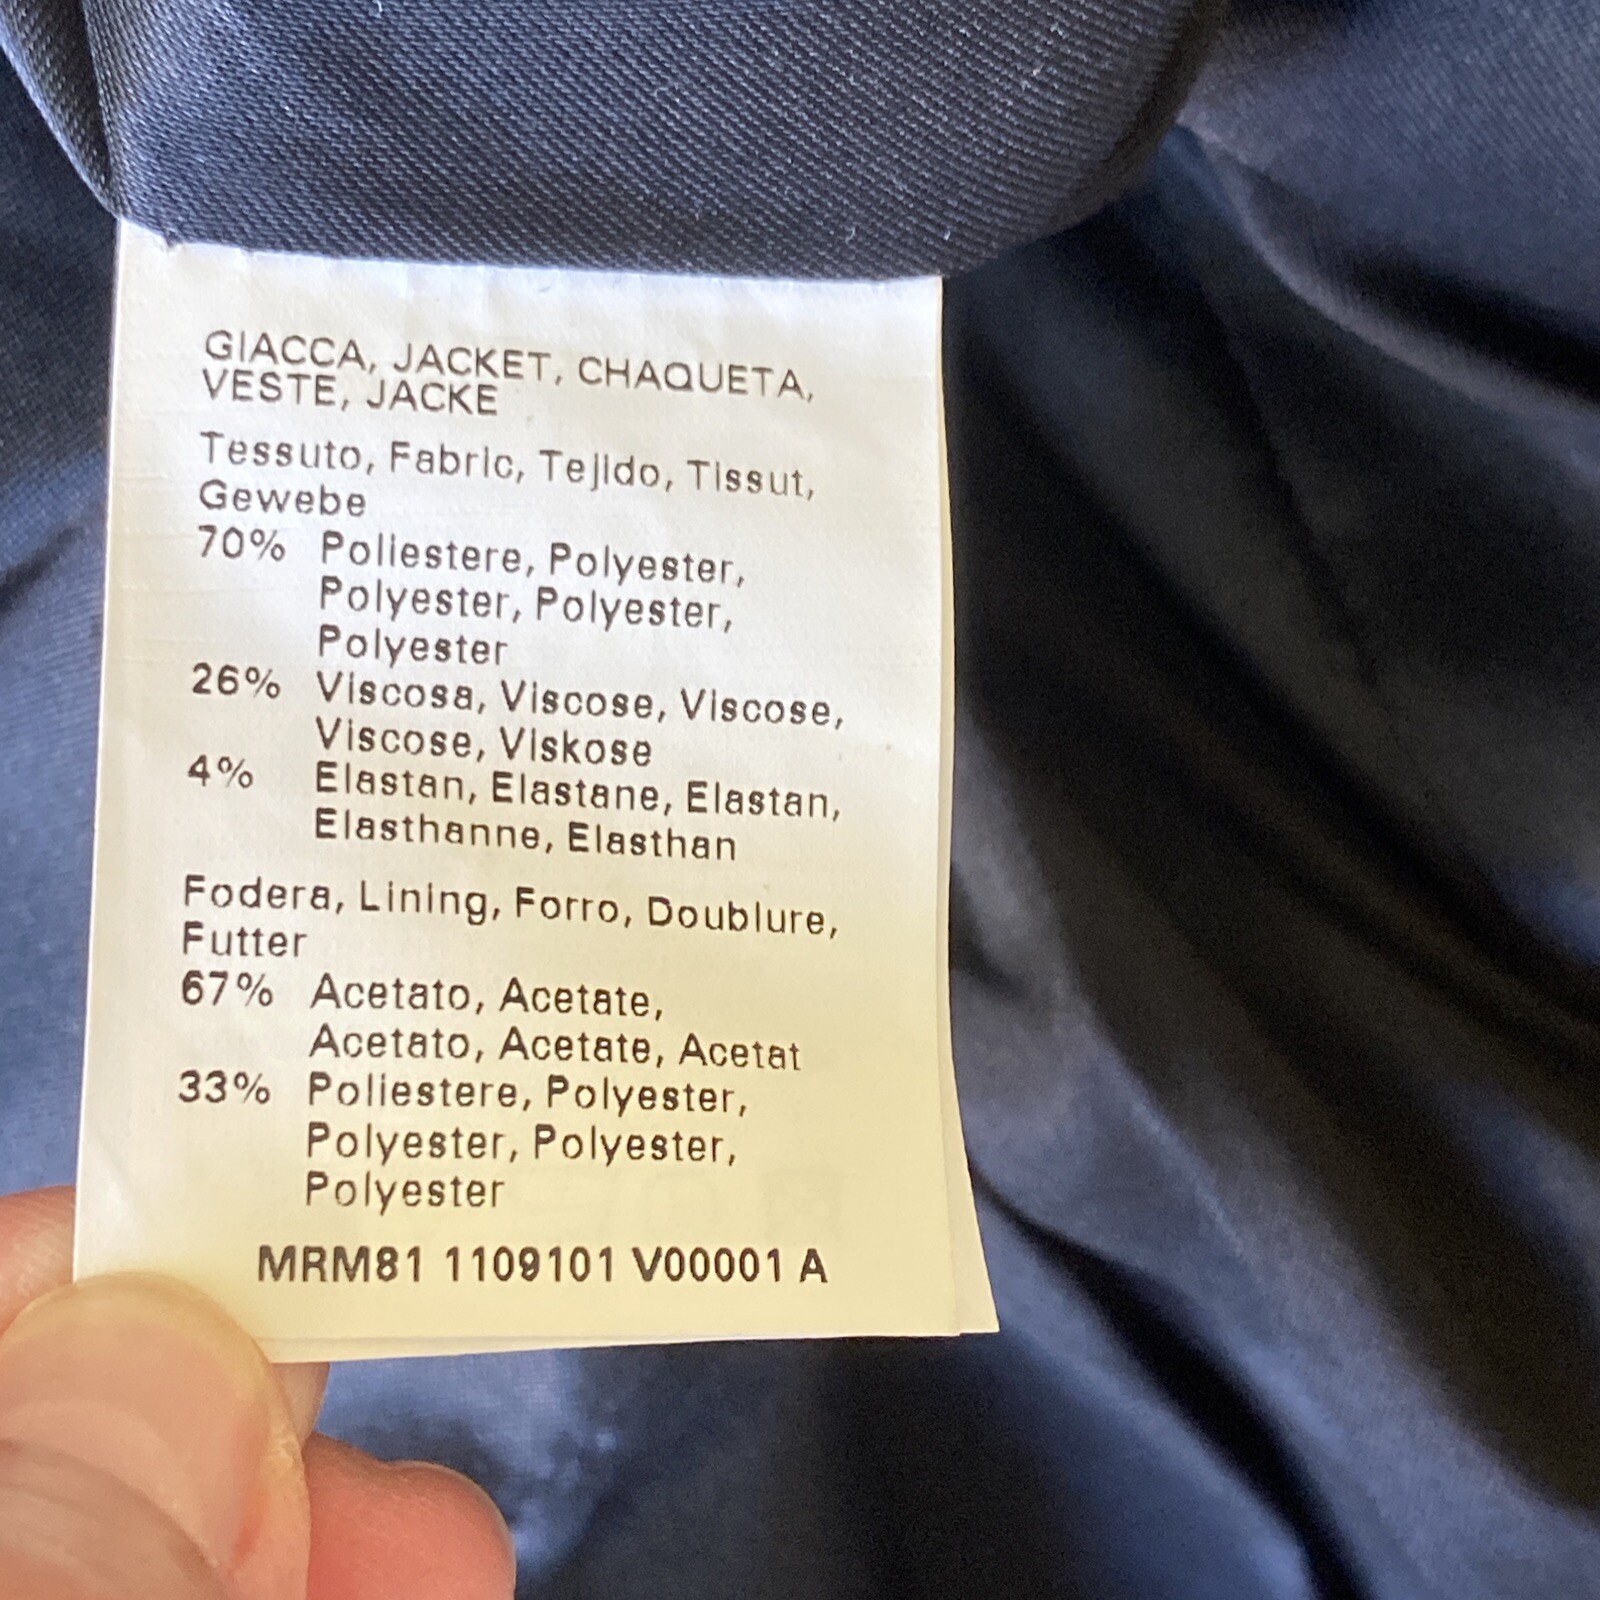 GIACCA, JACKET, CHAQUETA,
VESTE, JACKE
Tessuto, Fabric, Tejido, Tissut,
Gewebe
70% Poliestere, Polyester,
Polyester, Polyester,
Polyester
26% Viscosa, Viscose, Viscose,
Viscose, Viskose
4% Elastan, Elastane, Elastan,
Elasthanne, Elasthan
Fodera, Lining, Forro, Doublure,
Futter
67% Acetato, Acetate,
Acetato, Acetate, Acetat
33% Poliestere, Polyester,
Polyester, Polyester,
Polyester
MRM81 1109101 V00001 A